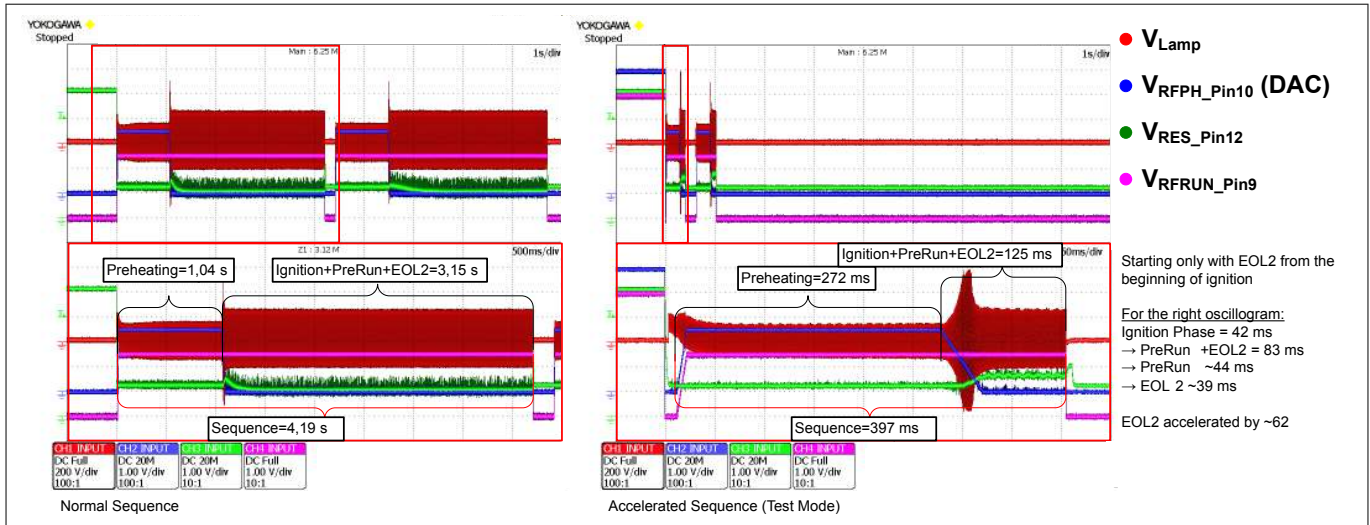 YOKOGAWA
Stopped
Main : 6.25 M
1s/div
Z1 : 3.12 M
500ms/div
Preheating=1,04 s
Ignition+PreRun+EOL2=3,15 s
Sequence=4,19 s
CH1 INPUT
DC Full
200 V/div
100:1
CH2 INPUT
DC 20M
1.00 V/div
100:1
CH3 INPUT
DC 20M
1.00 V/div
10:1
CH4 INPUT
DC Full
1.00 V/div
10:1
Normal Sequence
YOKOGAWA
Stopped
Main : 6.25 M
1s/div
Ignition+PreRun+EOL2=125 ms
Preheating=272 ms
Sequence=397 ms
CH1 INPUT
DC Full
200 V/div
100:1
CH2 INPUT
DC 20M
1.00 V/div
100:1
CH3 INPUT
DC 20M
1.00 V/div
10:1
CH4 INPUT
DC Full
1.00 V/div
10:1
Accelerated Sequence (Test Mode)
VLamp
VRFPH_Pin10 (DAC)
VRES_Pin12
VRFRUN_Pin9
Starting only with EOL2 from the
beginning of ignition
For the right oscillogram:
Ignition Phase = 42 ms
→ PreRun +EOL2 = 83 ms
→ PreRun ~44 ms
→ EOL 2 ~39 ms
EOL2 accelerated by ~62